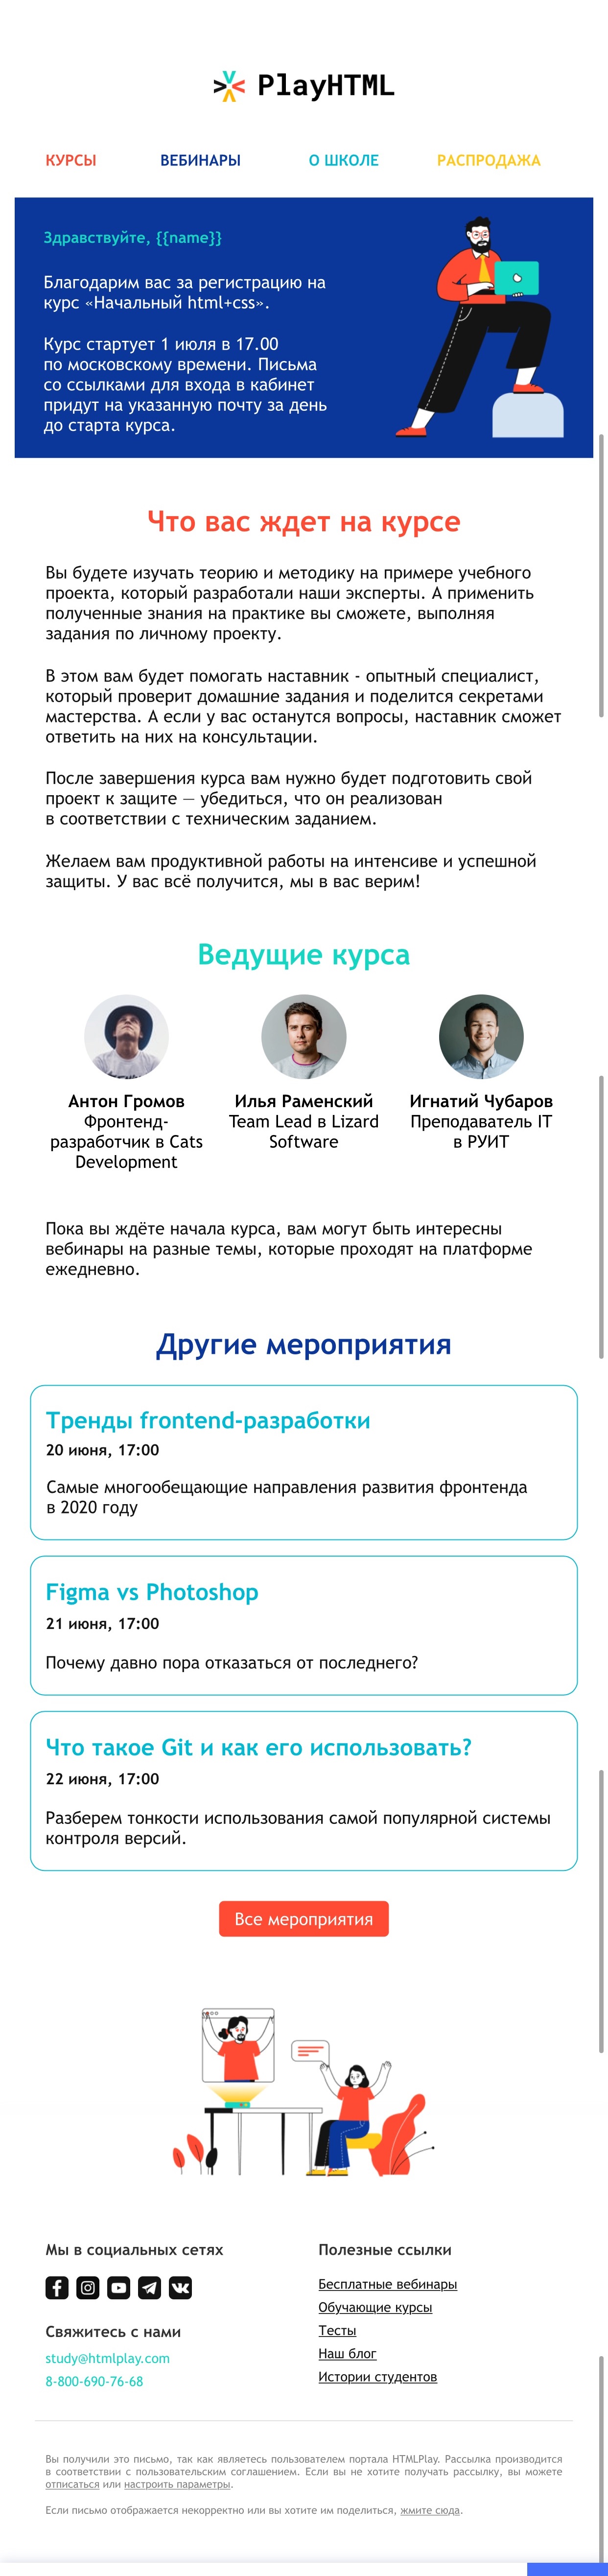 PlayHTML
КУРСЫ ВЕБИНАРЫ О ШКОЛЕ РАСПРОДАЖА
Здравствуйте, {{name}}
Благодарим вас за регистрацию на
курс «Начальный html+css».
Курс стартует 1 июля в 17.00
по московскому времени. Письма
со ссылками для входа в кабинет
придут на указанную почту за день
до старта курса.
Что вас ждет на курсе
Вы будете изучать теорию и методику на примере учебного
проекта, который разработали наши эксперты. А применить
полученные знания на практике вы сможете, выполняя
задания по личному проекту.
В этом вам будет помогать наставник - опытный специалист,
который проверит домашние задания и поделится секретами
мастерства. А если у вас останутся вопросы, наставник сможет
ответить на них на консультации.
После завершения курса вам нужно будет подготовить свой
проект к защите — убедиться, что он реализован
в соответствии с техническим заданием.
Желаем вам продуктивной работы на интенсиве и успешной
защиты. У вас всё получится, мы в вас верим!
Ведущие курса
Антон Громов
Фронтенд-
разработчик в Cats
Development
Илья Раменский
Team Lead в Lizard
Software
Игнатий Чубаров
Преподаватель IT
в РУИТ
Пока вы ждёте начала курса, вам могут быть интересны
вебинары на разные темы, которые проходят на платформе
ежедневно.
Другие мероприятия
Тренды frontend-разработки
20 июня, 17:00
Самые многообещающие направления развития фронтенда
в 2020 году
Figma vs Photoshop
21 июня, 17:00
Почему давно пора отказаться от последнего?
Что такое Git и как его использовать?
22 июня, 17:00
Разберем тонкости использования самой популярной системы
контроля версий.
Все мероприятия
Мы в социальных сетях
Свяжитесь с нами
study@htmlplay.com
8-800-690-76-68
Полезные ссылки
Бесплатные вебинары
Обучающие курсы
Тесты
Наш блог
Истории студентов
Вы получили это письмо, так как являетесь пользователем портала HTMLPlay. Рассылка производится
в соответствии с пользовательским соглашением. Если вы не хотите получать рассылку, вы можете
отписаться или настроить параметры.
Если письмо отображается некорректно или вы хотите им поделиться, жмите сюда.